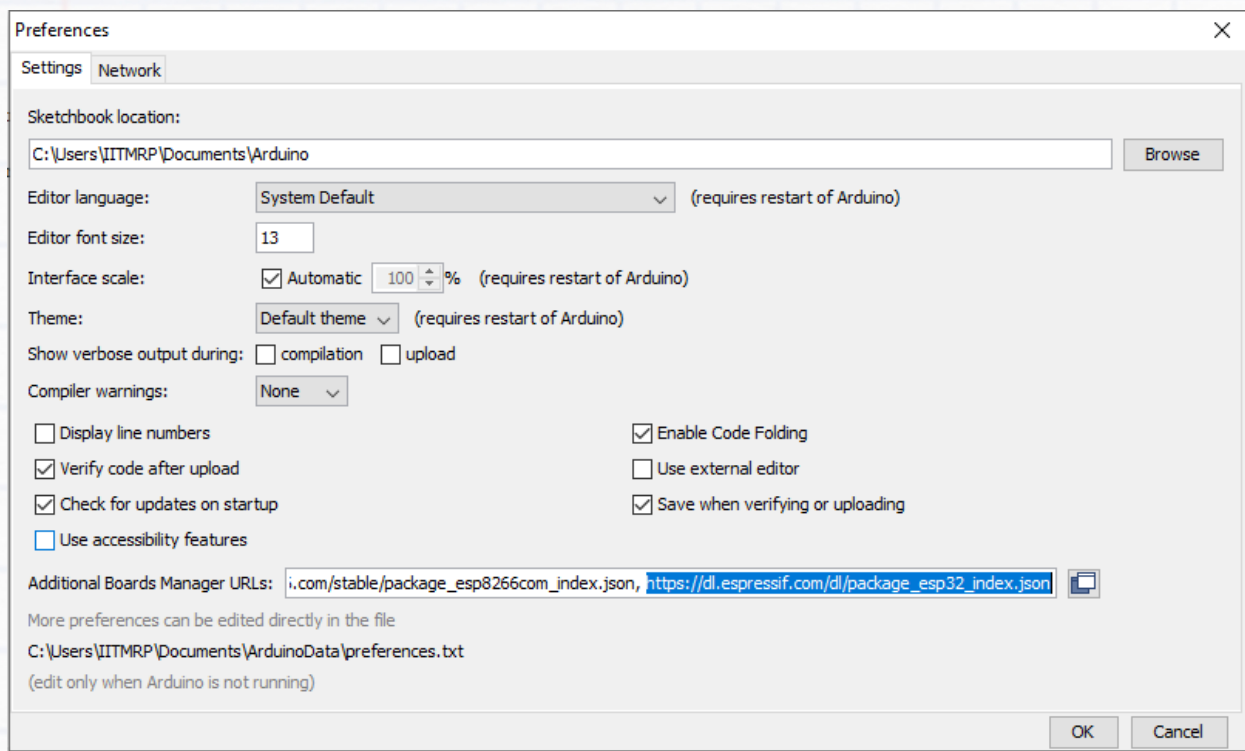 Preferences
Settings Network
Sketchbook location:
C:\Users\IITMRP\Documents\Arduino Browse
Editor language: System Default (requires restart of Arduino)
Editor font size: 13
Interface scale: Automatic 100 % (requires restart of Arduino)
Theme: Default theme (requires restart of Arduino)
Show verbose output during: compilation upload
Compiler warnings: None
Display line numbers Enable Code Folding
Verify code after upload Use external editor
Check for updates on startup Save when verifying or uploading
Use accessibility features
Additional Boards Manager URLs: .com/stable/package_esp8266com_index.json, https://dl.espressif.com/dl/package_esp32_index.json
More preferences can be edited directly in the file
C:\Users\IITMRP\Documents\ArduinoData\preferences.txt
(edit only when Arduino is not running)
OK Cancel